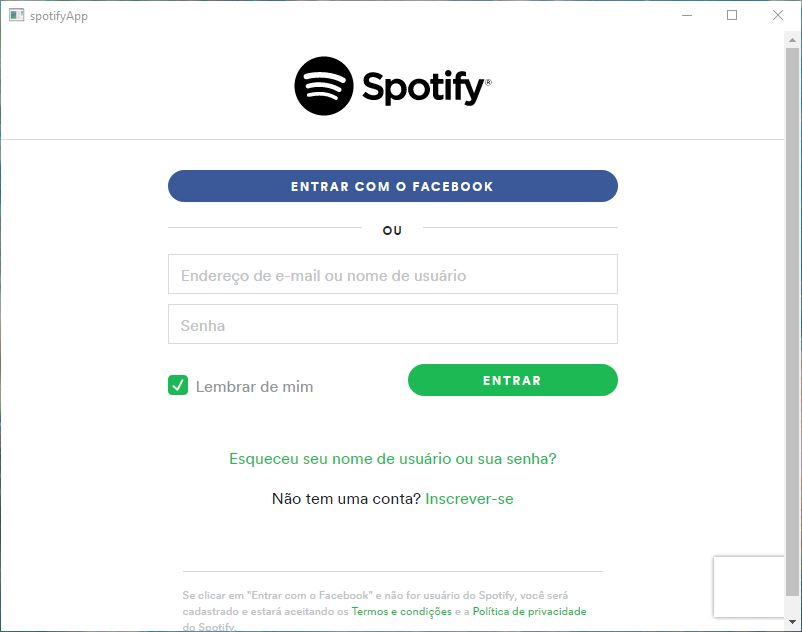 spotifyApp
Spotify®
ENTRAR COM O FACEBOOK
OU
Endereço de e-mail ou nome de usuário
Senha
Lembrar de mim
ENTRAR
Esqueceu seu nome de usuário ou sua senha?
Não tem uma conta? Inscrever-se
Se clicar em "Entrar com o Facebook" e não for usuário do Spotify, você será
cadastrado e estará aceitando os Termos e condições e a Política de privacidade
do Spotify.